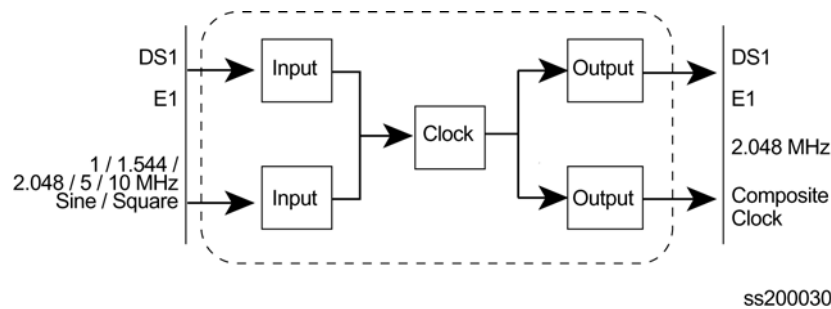 DS1
E1
1 / 1.544 /
2.048 / 5 / 10 MHz
Sine / Square
Input
Input
Clock
Output
Output
DS1
E1
2.048 MHz
Composite
Clock
ss200030